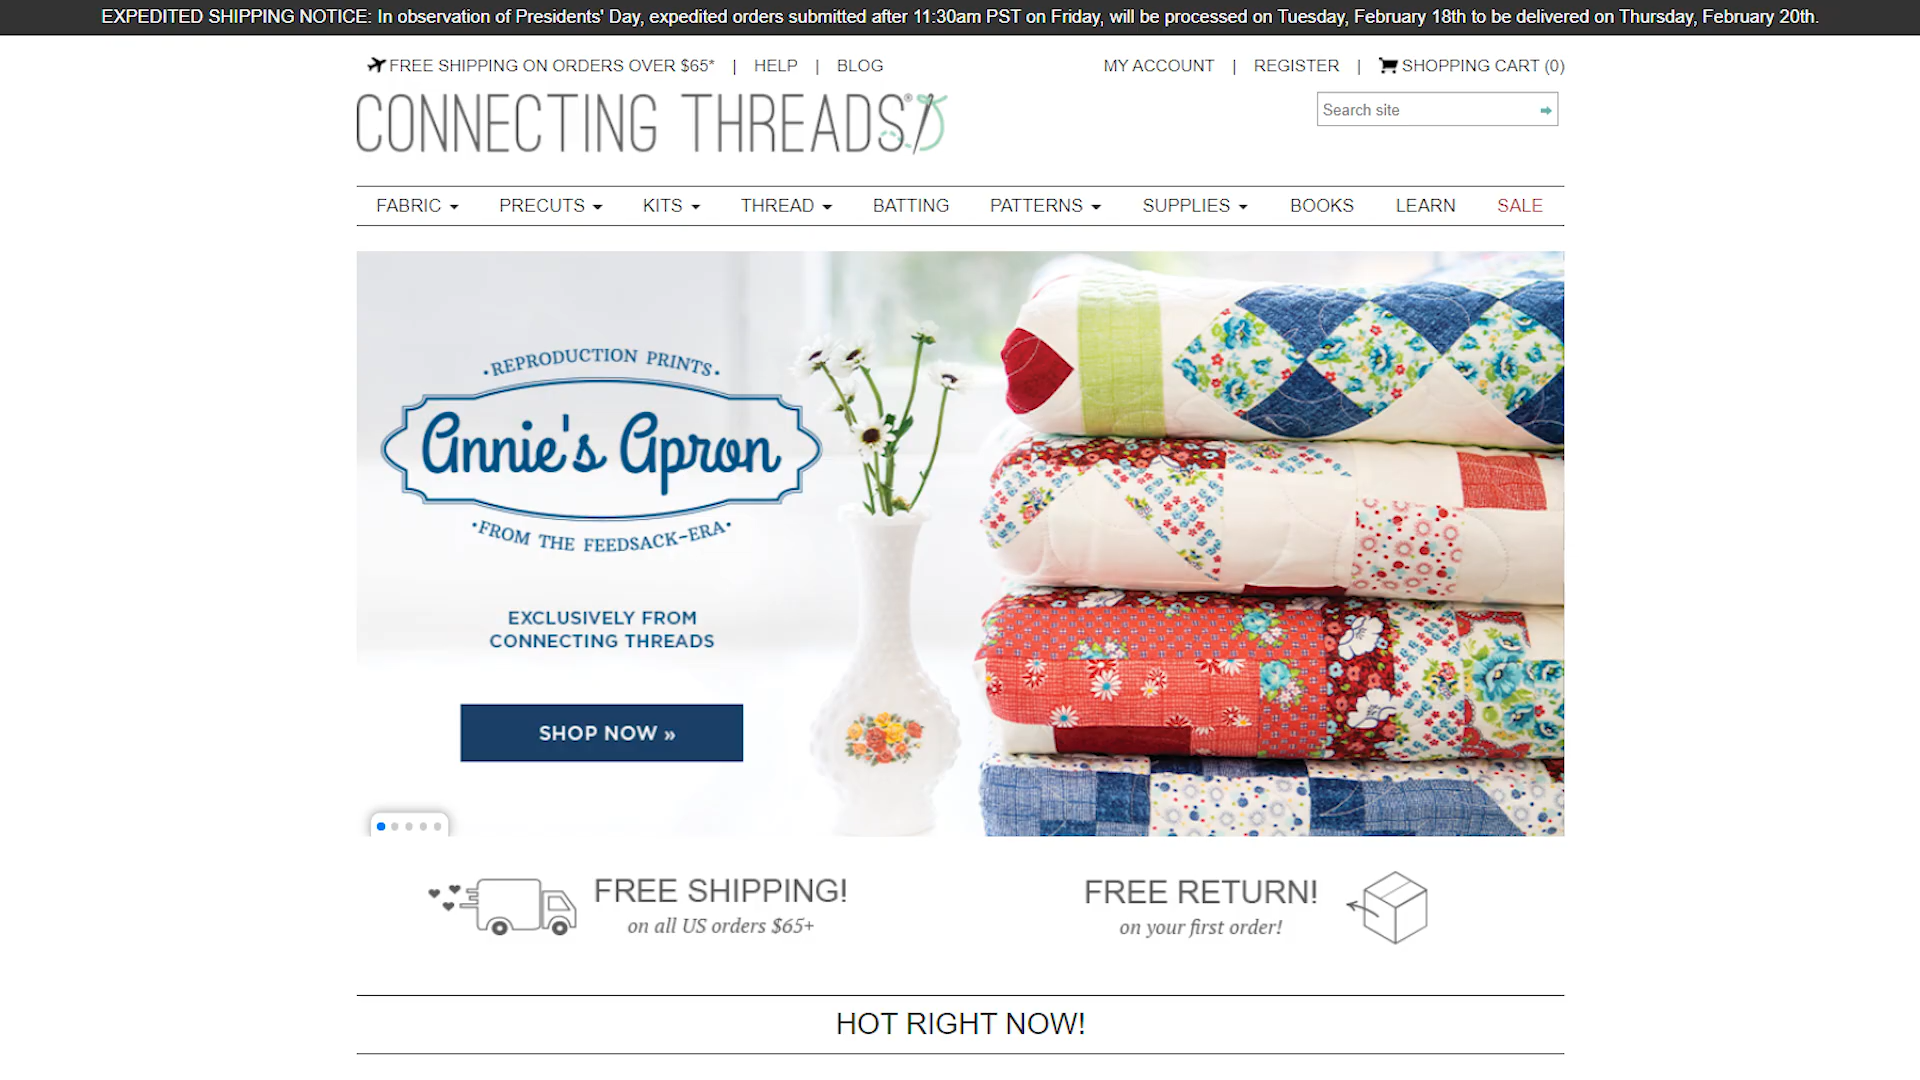 EXPEDITED SHIPPING NOTICE: In observation of Presidents' Day, expedited orders submitted after 11:30am PST on Friday, will be processed on Tuesday, February 18th to be delivered on Thursday, February 20th.
FREE SHIPPING ON ORDERS OVER $65* | HELP | BLOG
MY ACCOUNT | REGISTER | SHOPPING CART (0)
CONNECTING THREADS®
Search site
FABRIC PRECUTS KITS THREAD BATTING PATTERNS SUPPLIES BOOKS LEARN SALE
·REPRODUCTION PRINTS·
Annie's Apron
·FROM THE FEEDSACK-ERA·
EXCLUSIVELY FROM
CONNECTING THREADS
SHOP NOW »
FREE SHIPPING!
on all US orders $65+
FREE RETURN!
on your first order!
HOT RIGHT NOW!